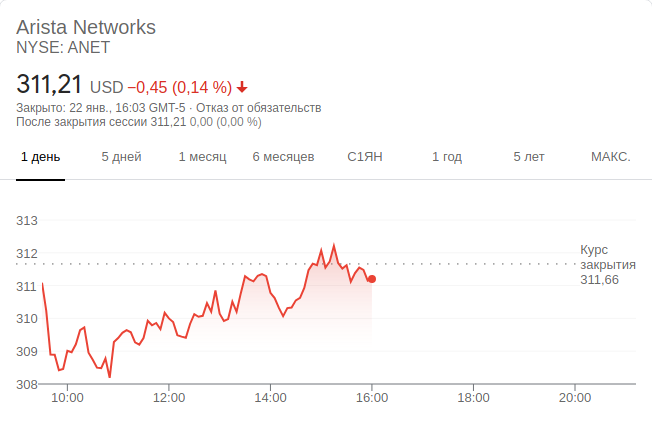 Arista Networks
NYSE: ANET
311,21 USD −0,45 (0,14 %)
Закрыто: 22 янв., 16:03 GMT-5 · Отказ от обязательств
После закрытия сессии 311,21 0,00 (0,00 %)
1 день 5 дней 1 месяц 6 месяцев С1ЯН 1 год 5 лет МАКС.
313
312
311
310
309
308
Курс
закрытия
311,66
10:00 12:00 14:00 16:00 18:00 20:00